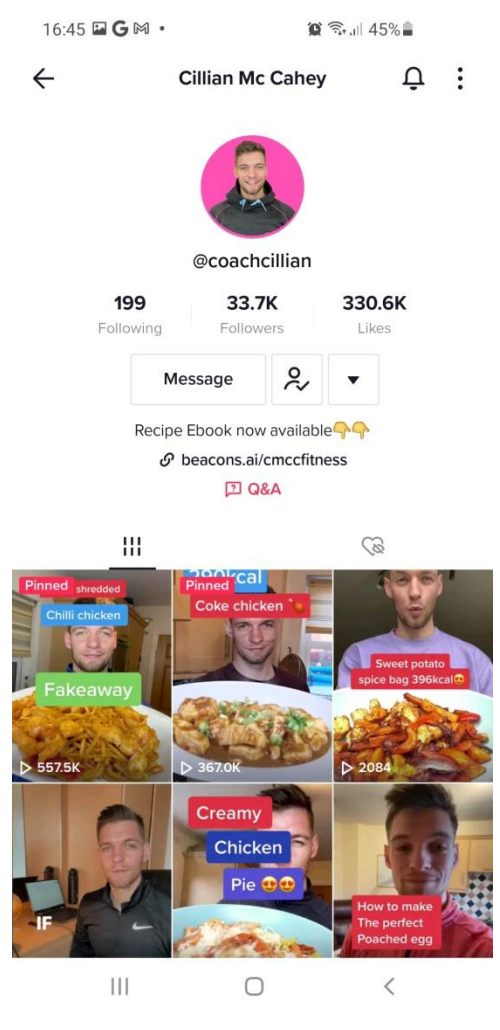 16:45
45%
Cillian Mc Cahey
@coachcillian
199 33.7K 330.6K
Following Followers Likes
Message
Recipe Ebook now available👇👇
beacons.ai/cmccfitness
Q&A
Pinned shredded
Chilli chicken
Fakeaway
557.5K
Pinned
Coke chicken 🍗
367.0K
Sweet potato
spice bag 396kcal😍
2084
IF
Creamy
Chicken
Pie 😍😍
How to make
The perfect
Poached egg